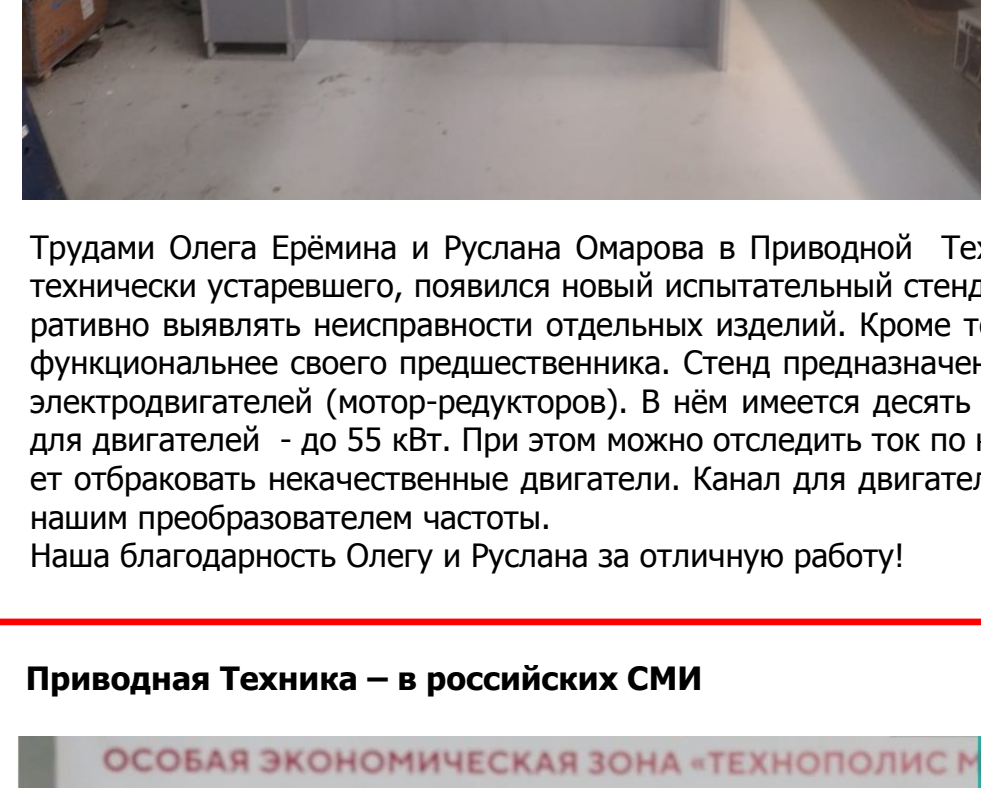 Трудами Олега Ерёмина и Руслана Омарова в Приводной
технически устаревшего, появился новый испытательный стенд
ративно выявлять неисправности отдельных изделий. Кроме
функциональнее своего предшественника. Стенд предназначен
электродвигателей (мотор-редукторов). В нём имеется десять
для двигателей - до 55 кВт. При этом можно отследить ток по
ет отбраковать некачественные двигатели. Канал для
нашим преобразователем частоты.
Наша благодарность Олегу и Руслана за отличную работу!
Приводная Техника – в российских СМИ
ОСОБАЯ ЭКОНОМИЧЕСКАЯ ЗОНА «ТЕХНОПОЛИС